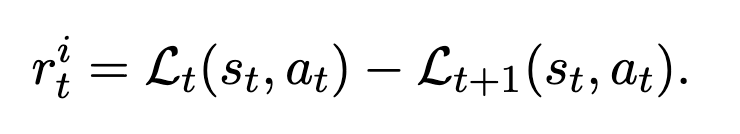 $r_t^i = \mathcal{L}_t(s_t, a_t) - \mathcal{L}_{t+1}(s_t, a_t).$